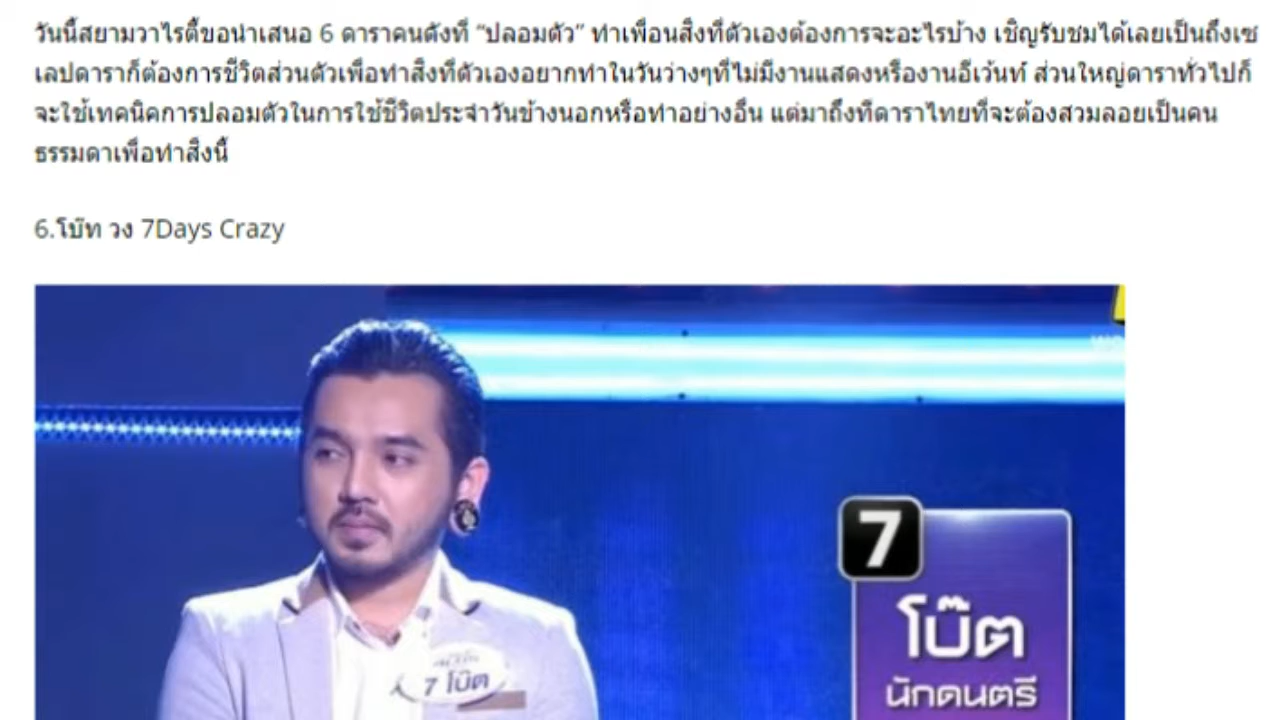 วันนี้สยามวาไรตี้ขอนำเสนอ 6 ดาราคนดังที่ “ปลอมตัว” ทำเพื่อนสิ่งที่ตัวเองต้องการจะอะไรบ้าง เชิญรับชมได้เลยเป็นถึงเซ
เลปดาราก็ต้องการชีวิตส่วนตัวเพื่อทำสิ่งที่ตัวเองอยากทำในวันว่างๆที่ไม่มีงานแสดงหรืองานอีเว้นท์ ส่วนใหญ่ดาราทั่วไปก็
จะใช้เทคนิคการปลอมตัวในการใช้ชีวิตประจำวันข้างนอกหรือทำอย่างอื่น แต่มาถึงทีดาราไทยที่จะต้องสวมลอยเป็นคน
ธรรมดาเพื่อทำสิ่งนี้
6.โบ๊ท วง 7Days Crazy
7
โบ๊ต
นักดนตรี
7 โบ๊ต